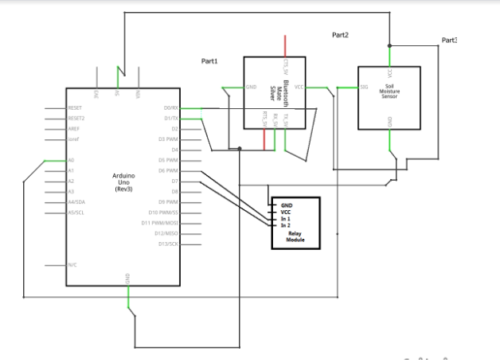 Part2
Part3
Part1
GND
VCC
Bluetooth
Mate
Silver
SIG
Soil
Moisture
Sensor
GND
RESET
RESET2
AREF
ioref
A0
A1
A2
A3
A4/SDA
A5/SCL
N/C
D0/RX
D1/TX
D2
D3 PWM
D4
D5 PWM
D6 PWM
D7
D8
D9 PWM
D10 PWM/SS
D11 PWM/MOSI
D12/MISO
D13/SCK
Arduino
Uno
(Rev3)
GND
GND
VCC
In 1
In 2
Relay
Module